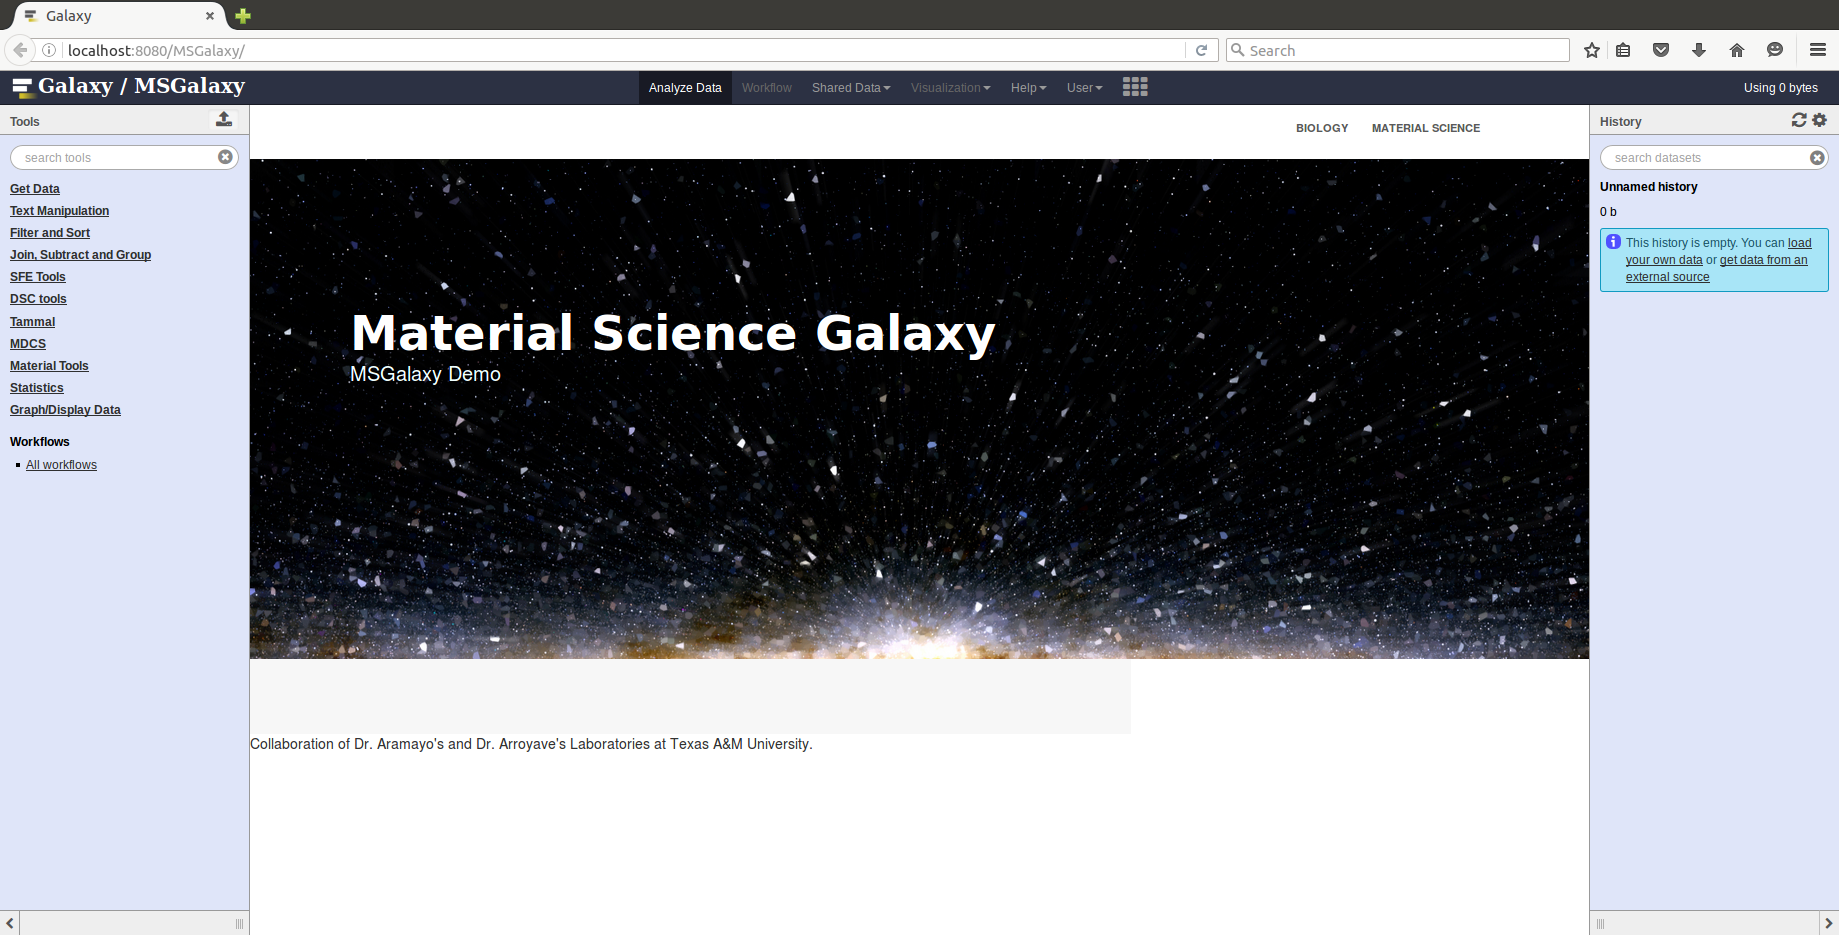 Galaxy
localhost:8080/MSGalaxy/
Search
Galaxy / MSGalaxy
Analyze Data
Workflow
Shared Data
Visualization
Help
User
Using 0 bytes
Tools
search tools
Get Data
Text Manipulation
Filter and Sort
Join, Subtract and Group
SFE Tools
DSC tools
Tammal
MDCS
Material Tools
Statistics
Graph/Display Data
Workflows
All workflows
BIOLOGY
MATERIAL SCIENCE
Material Science Galaxy
MSGalaxy Demo
Collaboration of Dr. Aramayo's and Dr. Arroyave's Laboratories at Texas A&M University.
History
search datasets
Unnamed history
0 b
This history is empty. You can load
your own data or get data from an
external source